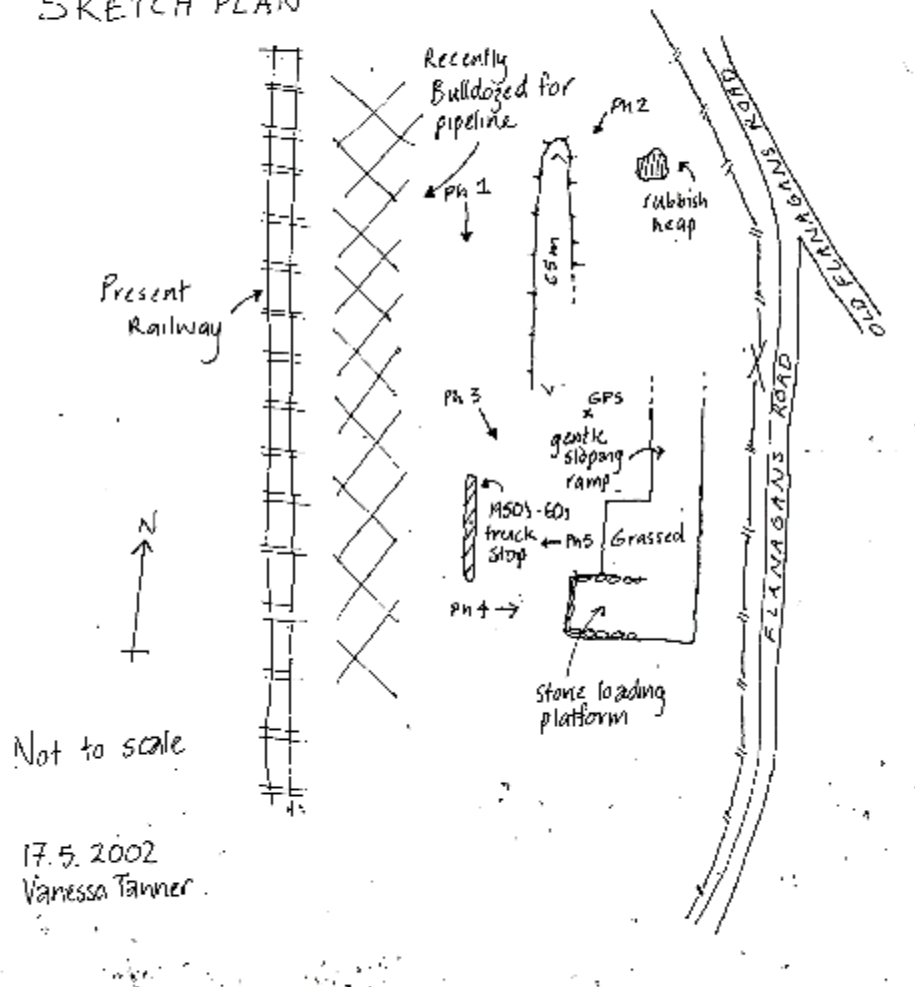 SKETCH PLAN
Recently
Bulldozed for
pipeline
Ph 1
Ph 2
rubbish
heap
65m
OLD FLANAGANS ROAD
Present
Railway
Ph 3
GPS
x
gentle
sloping
ramp
1950s-60s
truck
stop
Ph 5
Grassed
FLANAGANS ROAD
N
Ph 4
stone loading
platform
Not to scale
17.5.2002
Vanessa Tanner